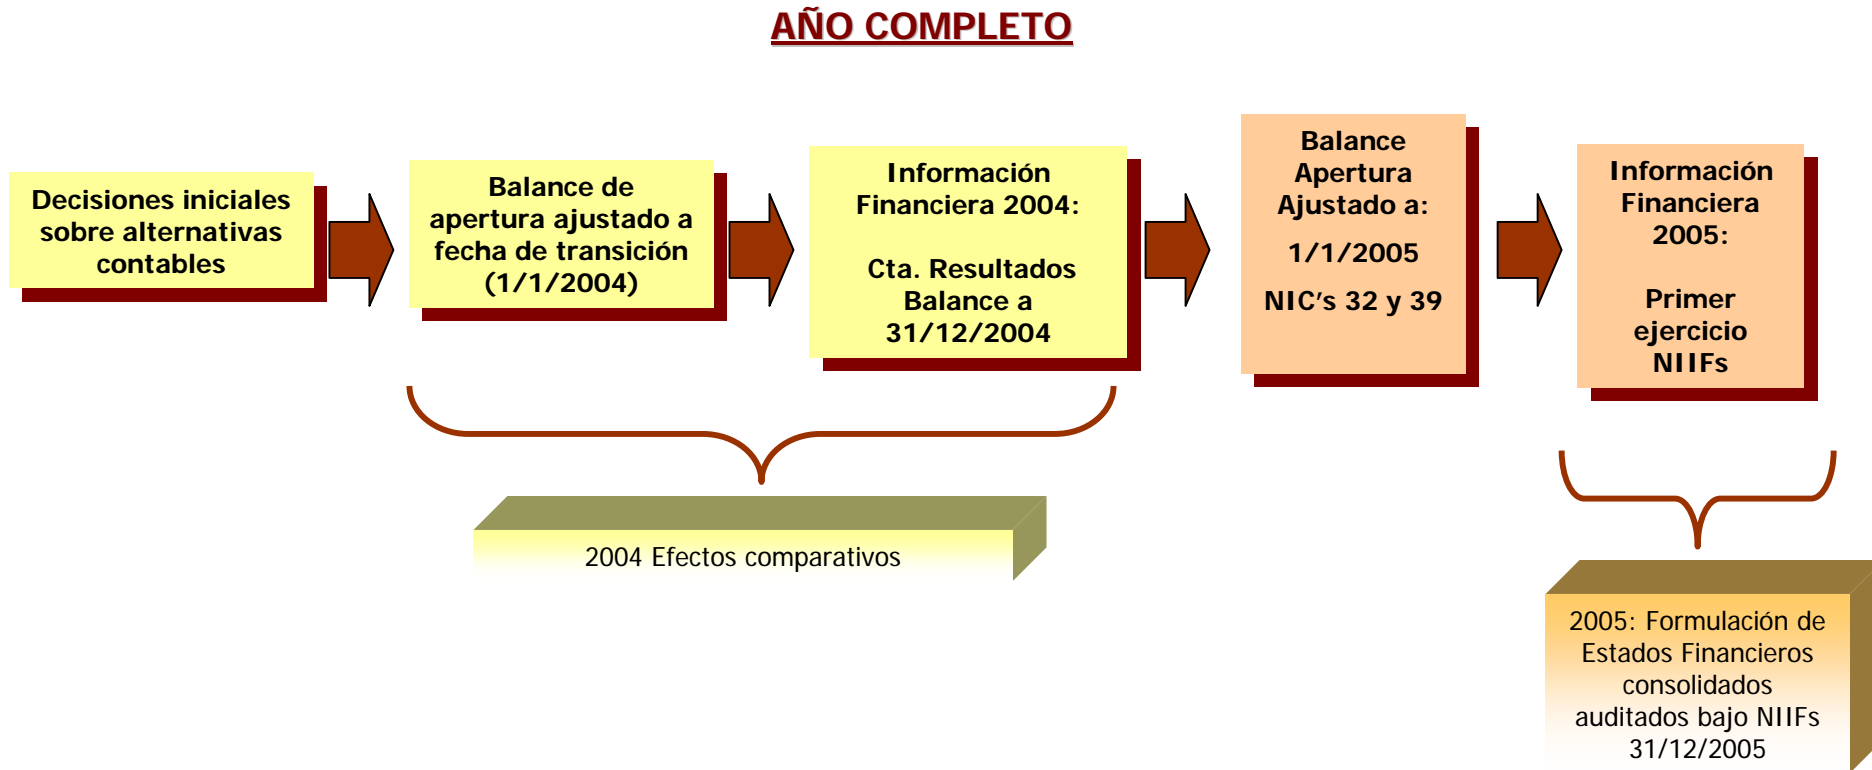 AÑO COMPLETO
Decisiones iniciales
sobre alternativas
contables
Balance de
apertura ajustado a
fecha de transición
(1/1/2004)
Información
Financiera 2004:
Cta. Resultados
Balance a
31/12/2004
Balance
Apertura
Ajustado a:
1/1/2005
NIC’s 32 y 39
Información
Financiera
2005:
Primer
ejercicio
NIIFs
2004 Efectos comparativos
2005: Formulación de
Estados Financieros
consolidados
auditados bajo NIIFs
31/12/2005